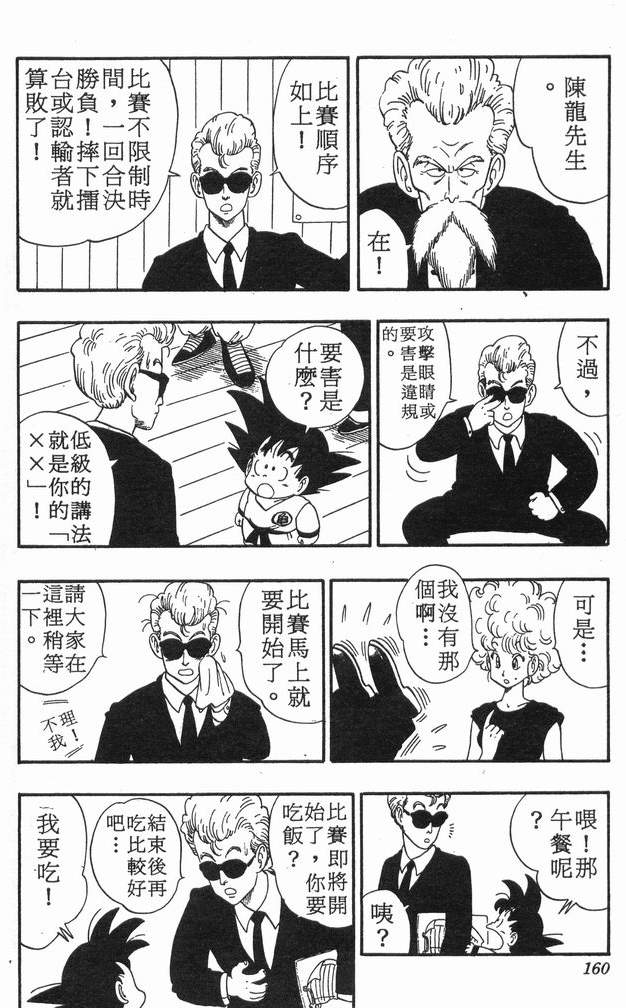 陳龍先生
。
在！
比賽順序
如上！
比賽不限制時
間，一回合決
勝負！摔下擂
台或認輸者就
算敗了！
不過，
攻擊眼睛或
要害是違規
的。
要害是
什麼？
低級的講法
就是你的「
××」！
龜
可是…
我沒有那
個啊…
比賽馬上就
要開始了。
請大家在
這裡稍等
一下。
不理
我！
喂！那
午餐呢
？
咦？
比賽即將開
始了，你要
吃飯？
結束後再
吃比較好
吧…
我要吃！
160